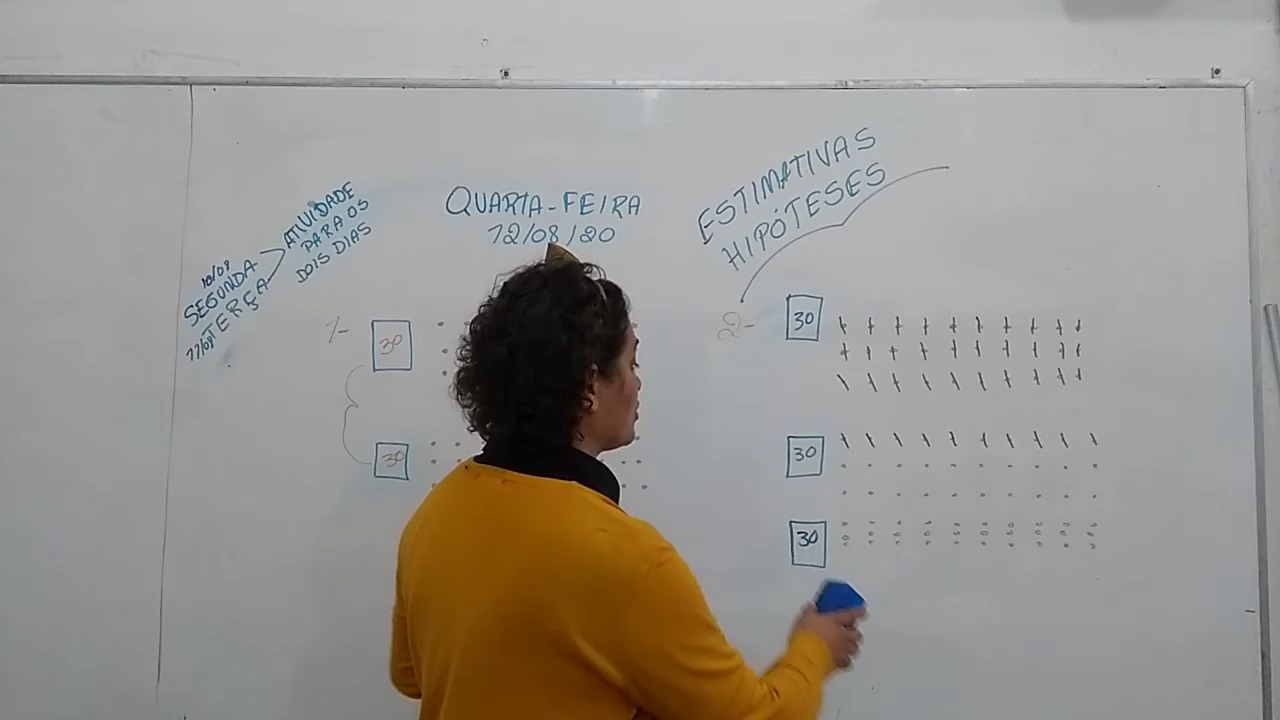 10/08
SEGUNDA
11/08 TERÇA
ATIVIDADE
PARA OS
DOIS DIAS
QUARTA-FEIRA
12/08/20
ESTIMATIVAS
HIPÓTESES
1- 30
30
2- 30
30
30